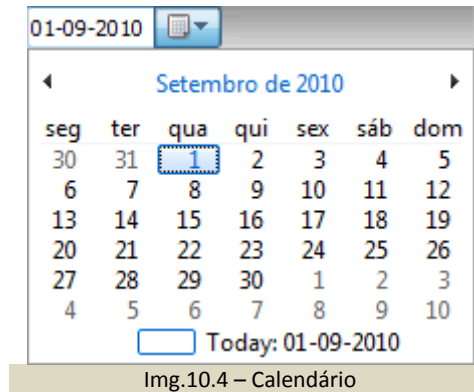 01-09-2010
Setembro de 2010
seg ter qua qui sex sáb dom
30 31 1 2 3 4 5
6 7 8 9 10 11 12
13 14 15 16 17 18 19
20 21 22 23 24 25 26
27 28 29 30 1 2 3
4 5 6 7 8 9 10
Today: 01-09-2010
Img.10.4 – Calendário